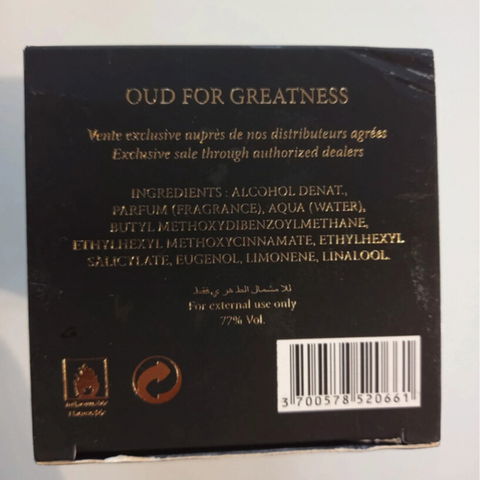 OUD FOR GREATNESS
Vente exclusive auprès de nos distributeurs agrées
Exclusive sale through authorized dealers
INGREDIENTS : ALCOHOL DENAT.,
PARFUM (FRAGRANCE), AQUA (WATER),
BUTYL METHOXYDIBENZOYLMETHANE,
ETHYLHEXYL METHOXYCINNAMATE, ETHYLHEXYL
SALICYLATE, EUGENOL, LIMONENE, LINALOOL.
For external use only
77% Vol.
3 700578 520661